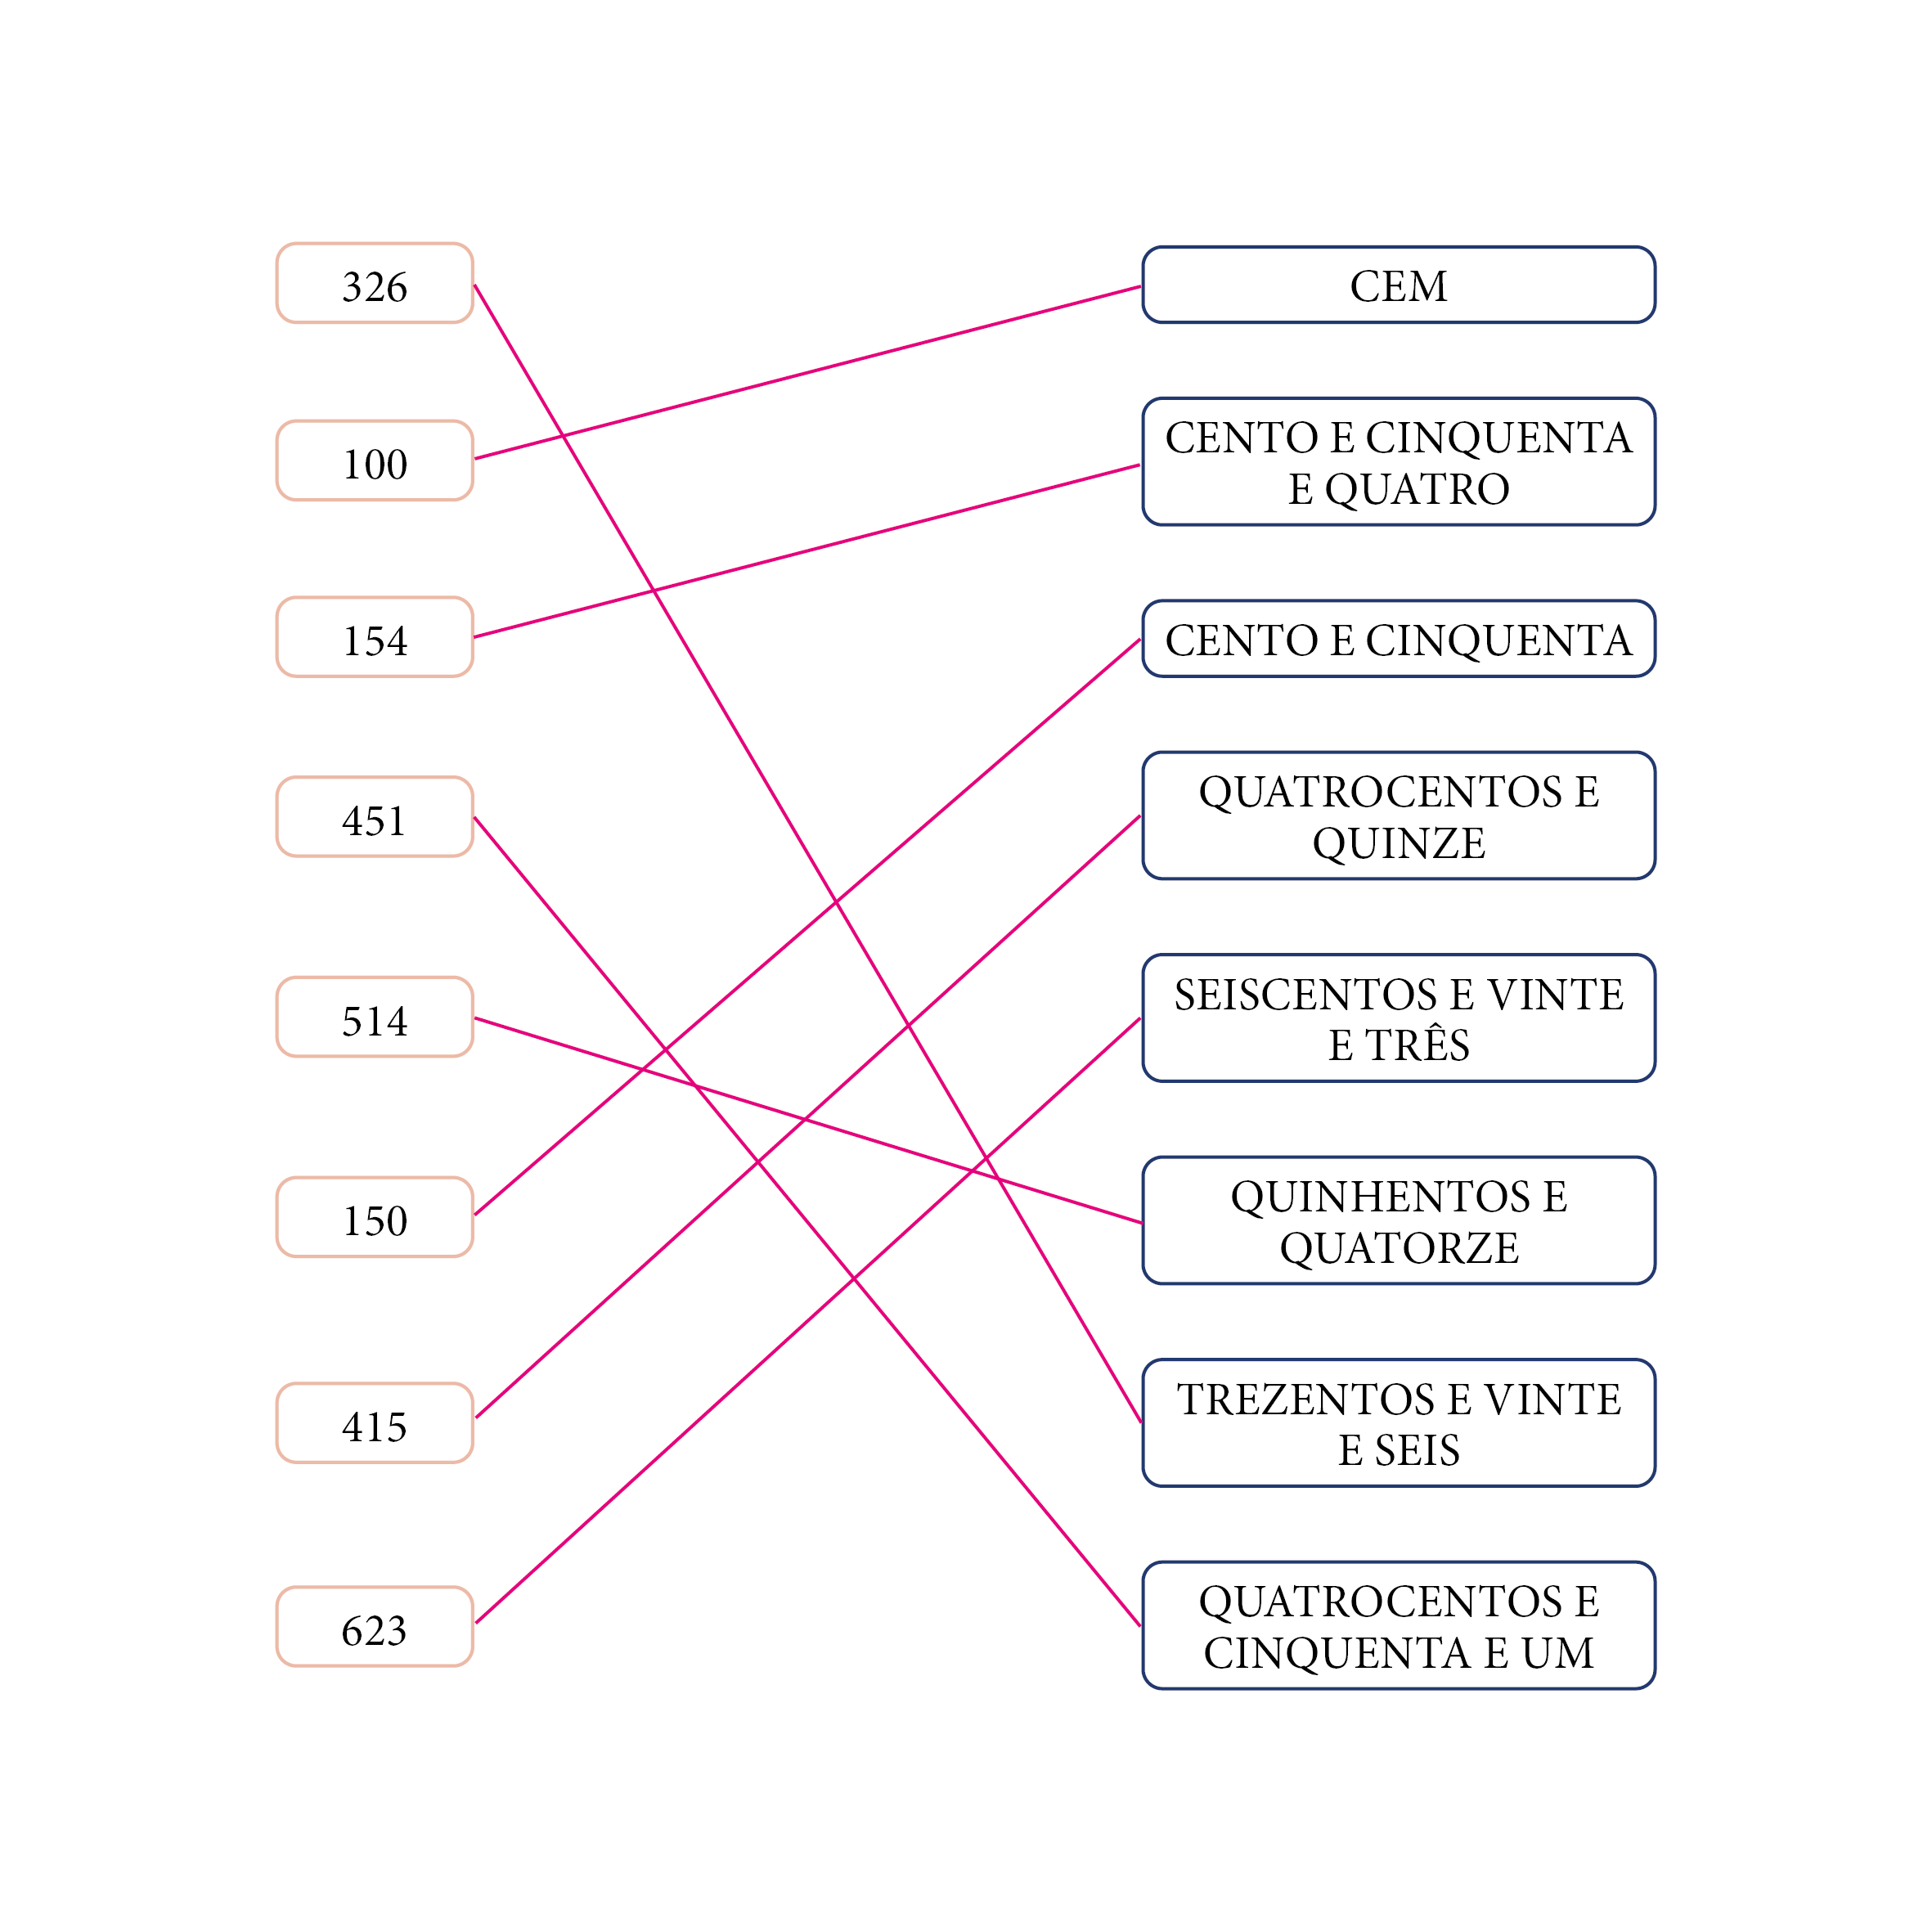 326
100
154
451
514
150
415
623
CEM
CENTO E CINQUENTA
E QUATRO
CENTO E CINQUENTA
QUATROCENTOS E
QUINZE
SEISCENTOS E VINTE
E TRÊS
QUINHENTOS E
QUATORZE
TREZENTOS E VINTE
E SEIS
QUATROCENTOS E
CINQUENTA E UM